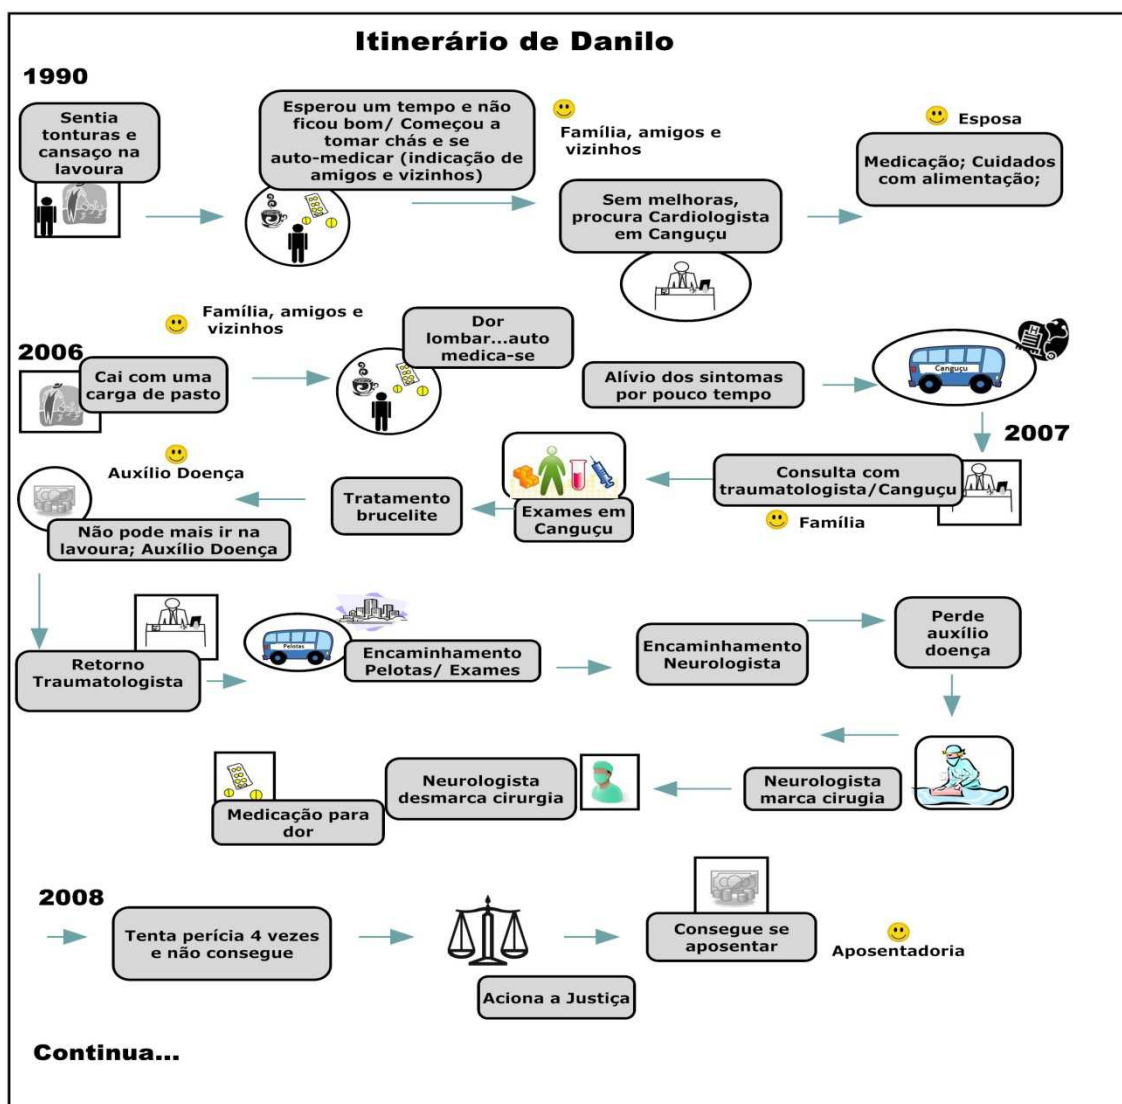 Itinerário de Danilo
1990
Sentia
tonturas e
cansaço na
lavoura
Esperou um tempo e não
ficou bom/ Começou a
tomar chás e se
auto-medicar (indicação de
amigos e vizinhos)
Família, amigos e
vizinhos
Sem melhoras,
procura Cardiologista
em Canguçu
Esposa
Medicação; Cuidados
com alimentação;
2006
Cai com uma
carga de pasto
Família, amigos e
vizinhos
Dor
lombar...auto
medica-se
Alívio dos sintomas
por pouco tempo
Canguçu
2007
Consulta com
traumatologista/Canguçu
Família
Exames em
Canguçu
Tratamento
brucelite
Auxílio Doença
Não pode mais ir na
lavoura; Auxílio Doença
Retorno
Traumatologista
Pelotas
Encaminhamento
Pelotas/ Exames
Encaminhamento
Neurologista
Perde
auxílio
doença
Neurologista
marca cirugia
Neurologista
desmarca cirurgia
Medicação para
dor
2008
Tenta perícia 4 vezes
e não consegue
Aciona a Justiça
Consegue se
aposentar
Aposentadoria
Continua...